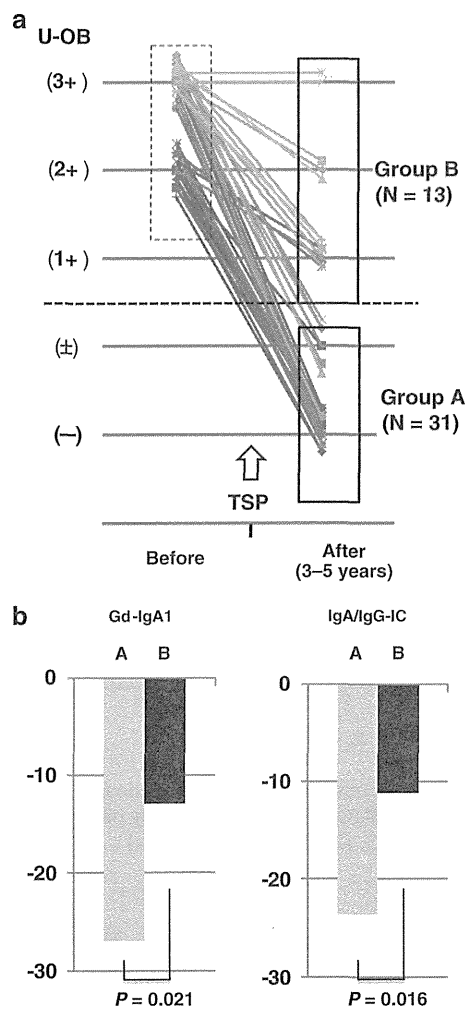 a
U-OB
(3+)
(2+)
(1+)
(±)
(−)
Group B
(N = 13)
Group A
(N = 31)
TSP
Before
After
(3–5 years)
b
Gd-IgA1
A B
0
-10
-20
-30
P = 0.021
IgA/IgG-IC
A B
0
-10
-20
-30
P = 0.016